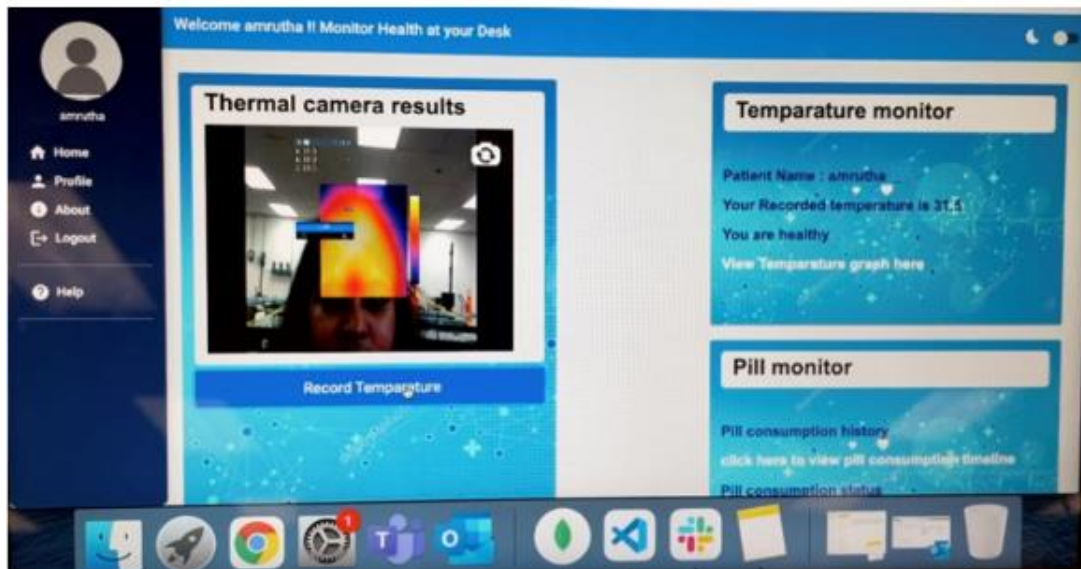 Welcome amrutha !! Monitor Health at your Desk
amrutha
Home
Profile
About
Logout
Help
Thermal camera results
Record Temparature
Temparature monitor
Patient Name : amrutha
Your Recorded temperature is 31.5
You are healthy
View Temparature graph here
Pill monitor
Pill consumption history
click here to view pill consumption timeline
Pill consumption status
1